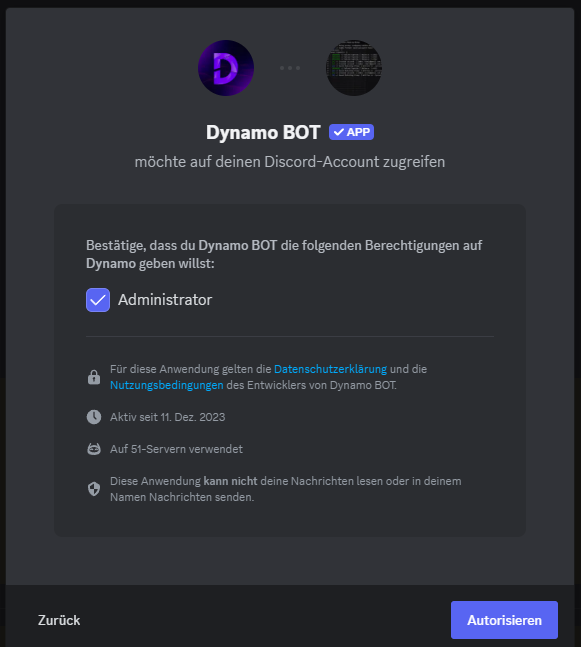 D
Dynamo BOT ✓ APP
möchte auf deinen Discord-Account zugreifen
Bestätige, dass du Dynamo BOT die folgenden Berechtigungen auf
Dynamo geben willst:
Administrator
Für diese Anwendung gelten die Datenschutzerklärung und die
Nutzungsbedingungen des Entwicklers von Dynamo BOT.
Aktiv seit 11. Dez. 2023
Auf 51-Servern verwendet
Diese Anwendung kann nicht deine Nachrichten lesen oder in deinem
Namen Nachrichten senden.
Zurück
Autorisieren